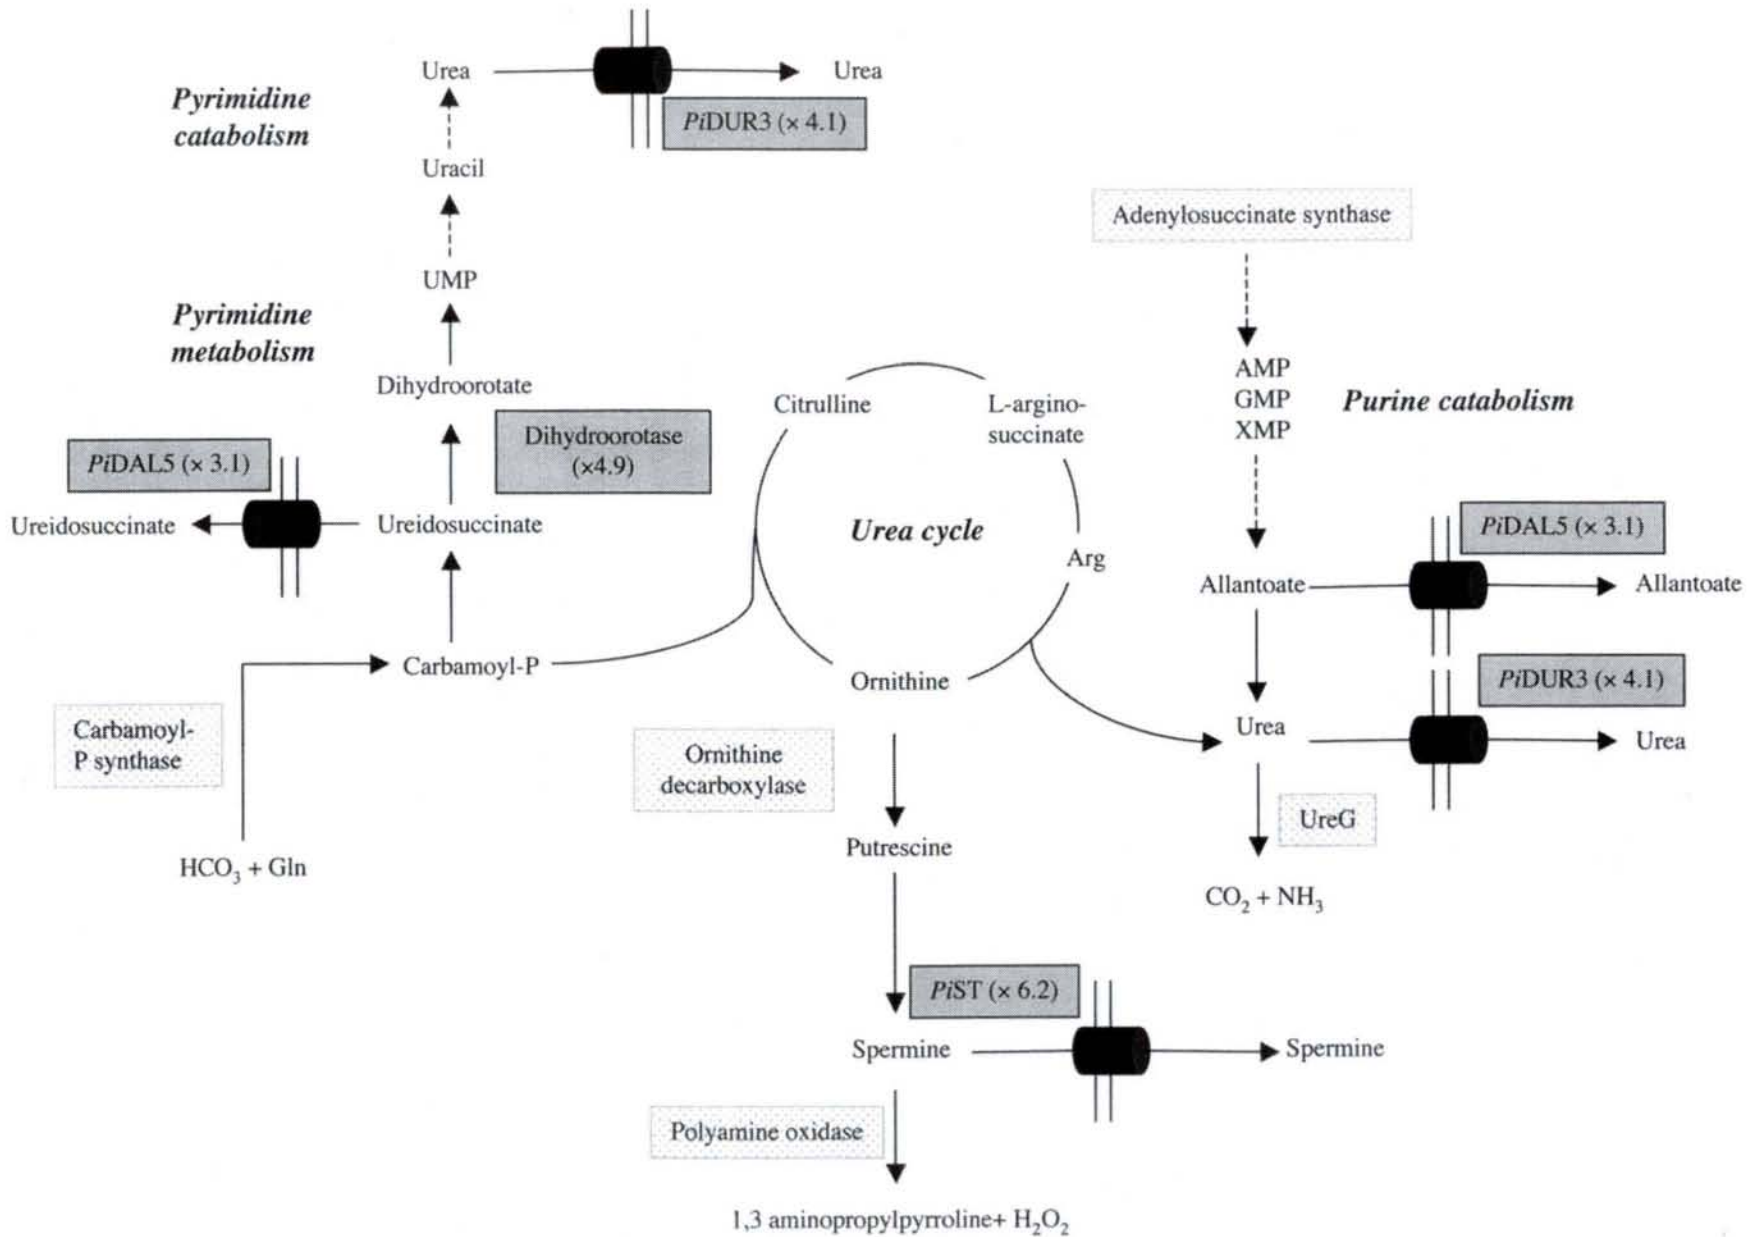 Urea
Urea
Pyrimidine
catabolism
PiDUR3 (× 4.1)
Uracil
Adenylosuccinate synthase
UMP
Pyrimidine
metabolism
AMP
GMP
XMP
Purine catabolism
Dihydroorotate
Citrulline
L-argino-
succinate
Dihydroorotase
(×4.9)
PiDAL5 (× 3.1)
Ureidosuccinate
Ureidosuccinate
Urea cycle
PiDAL5 (× 3.1)
Arg
Allantoate
Allantoate
Carbamoyl-P
Ornithine
PiDUR3 (× 4.1)
Carbamoyl-
P synthase
Urea
Urea
Ornithine
decarboxylase
UreG
Putrescine
HCO3 + Gln
CO2 + NH3
PiST (× 6.2)
Spermine
Spermine
Polyamine oxidase
1,3 aminopropylpyrroline+ H2O2